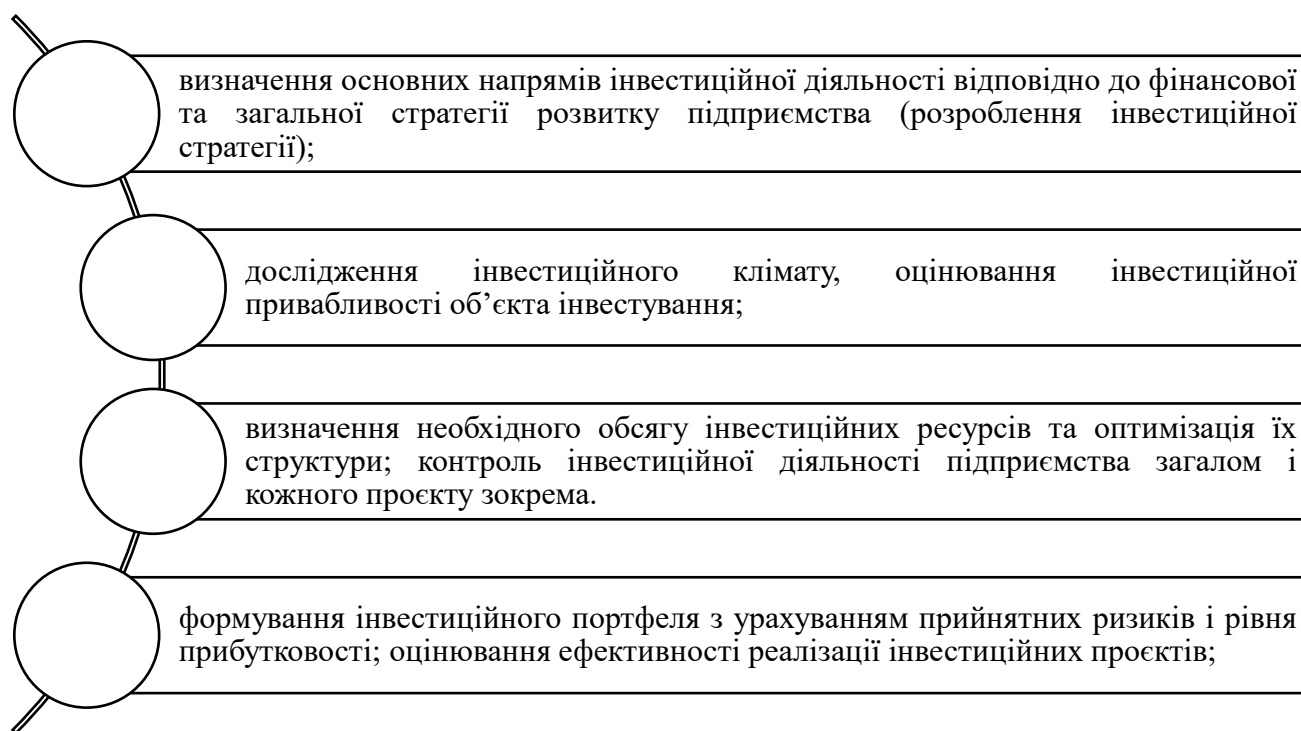 визначення основних напрямів інвестиційної діяльності відповідно до фінансової
та загальної стратегії розвитку підприємства (розроблення інвестиційної
стратегії);
дослідження інвестиційного клімату, оцінювання інвестиційної
привабливості об’єкта інвестування;
визначення необхідного обсягу інвестиційних ресурсів та оптимізація їх
структури; контроль інвестиційної діяльності підприємства загалом і
кожного проєкту зокрема.
формування інвестиційного портфеля з урахуванням прийнятних ризиків і рівня
прибутковості; оцінювання ефективності реалізації інвестиційних проєктів;